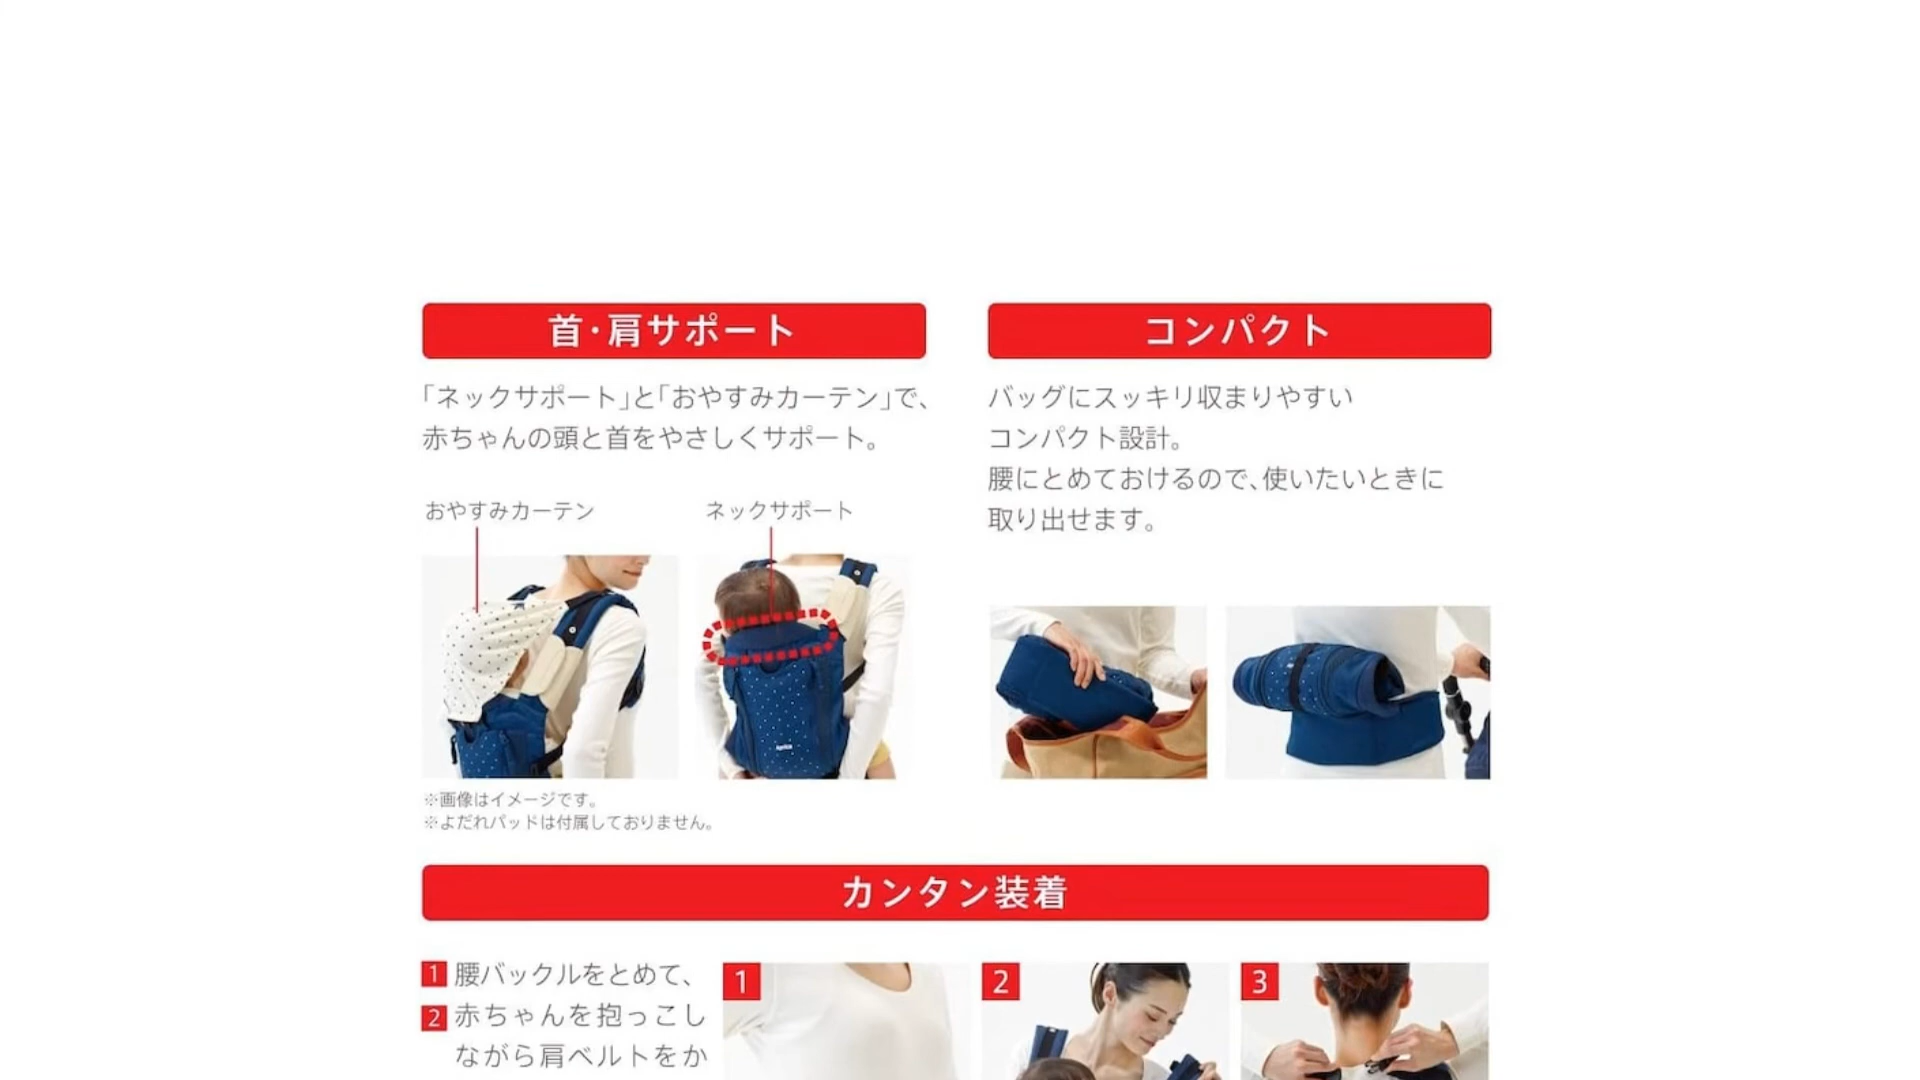 首・肩サポート
「ネックサポート」と「おやすみカーテン」で、
赤ちゃんの頭と首をやさしくサポート。
おやすみカーテン
ネックサポート
※画像はイメージです。
※よだれパッドは付属しておりません。
コンパクト
バッグにスッキリ収まりやすい
コンパクト設計。
腰にとめておけるので、使いたいときに
取り出せます。
カンタン装着
1 腰バックルをとめて、
2 赤ちゃんを抱っこし
ながら肩ベルトをか
1
2
3